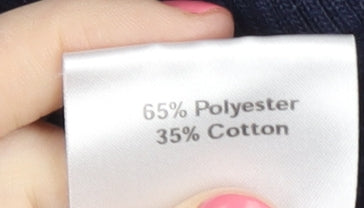 65% Polyester
35% Cotton